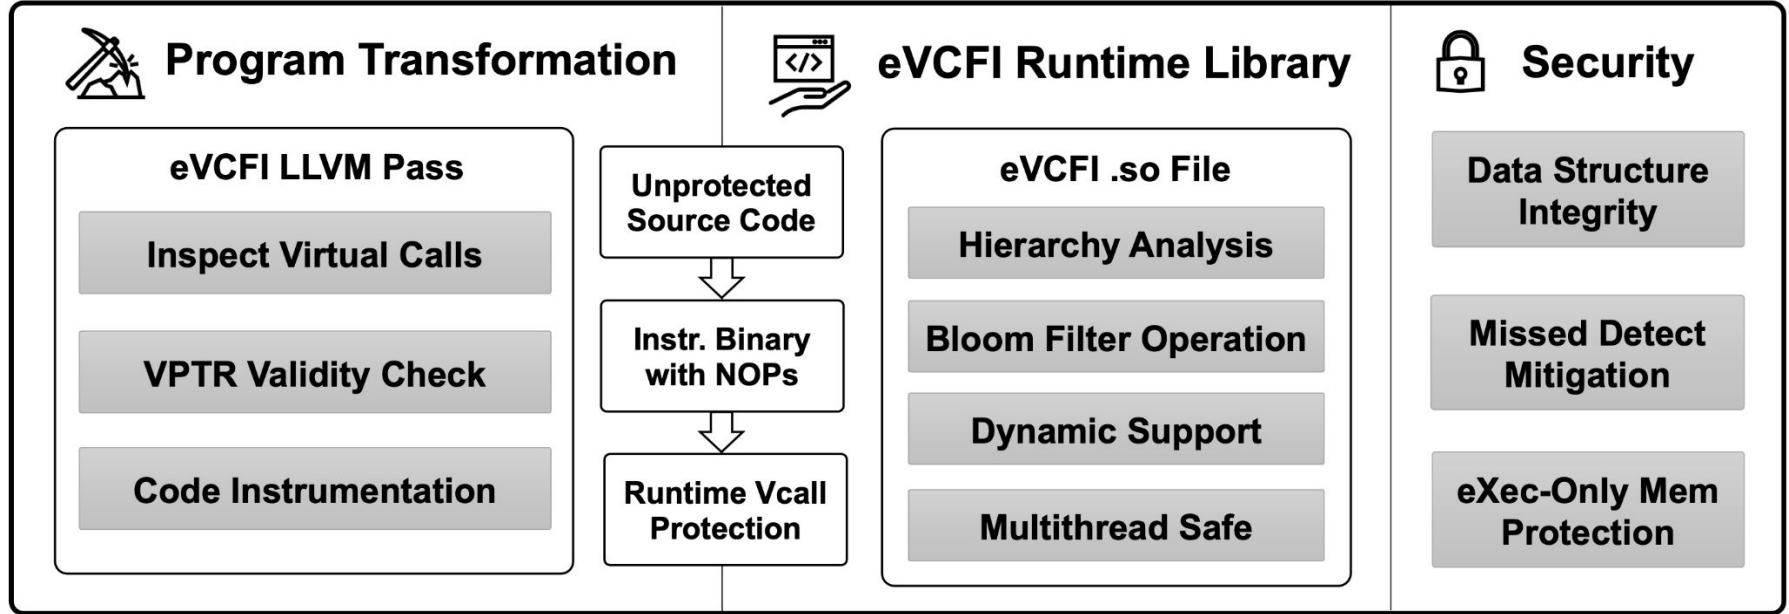 Program Transformation
eVCFI LLVM Pass
Inspect Virtual Calls
VPTR Validity Check
Code Instrumentation
Unprotected
Source Code
Instr. Binary
with NOPs
Runtime Vcall
Protection
</>
eVCFI Runtime Library
eVCFI .so File
Hierarchy Analysis
Bloom Filter Operation
Dynamic Support
Multithread Safe
Security
Data Structure
Integrity
Missed Detect
Mitigation
eXec-Only Mem
Protection